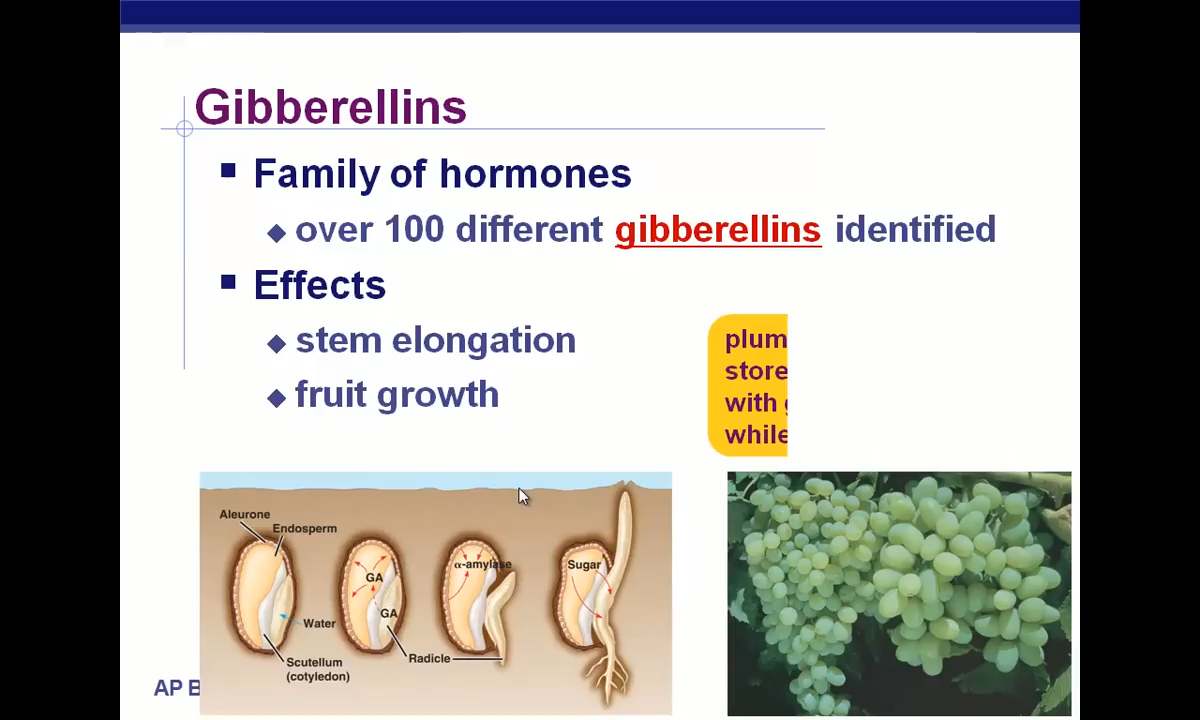 Gibberellins
Family of hormones
over 100 different gibberellins identified
Effects
stem elongation
fruit growth
plum
store
with g
while
Aleurone
Endosperm
Water
Scutellum
(cotyledon)
GA
GA
Radicle
α-amylase
Sugar
AP B